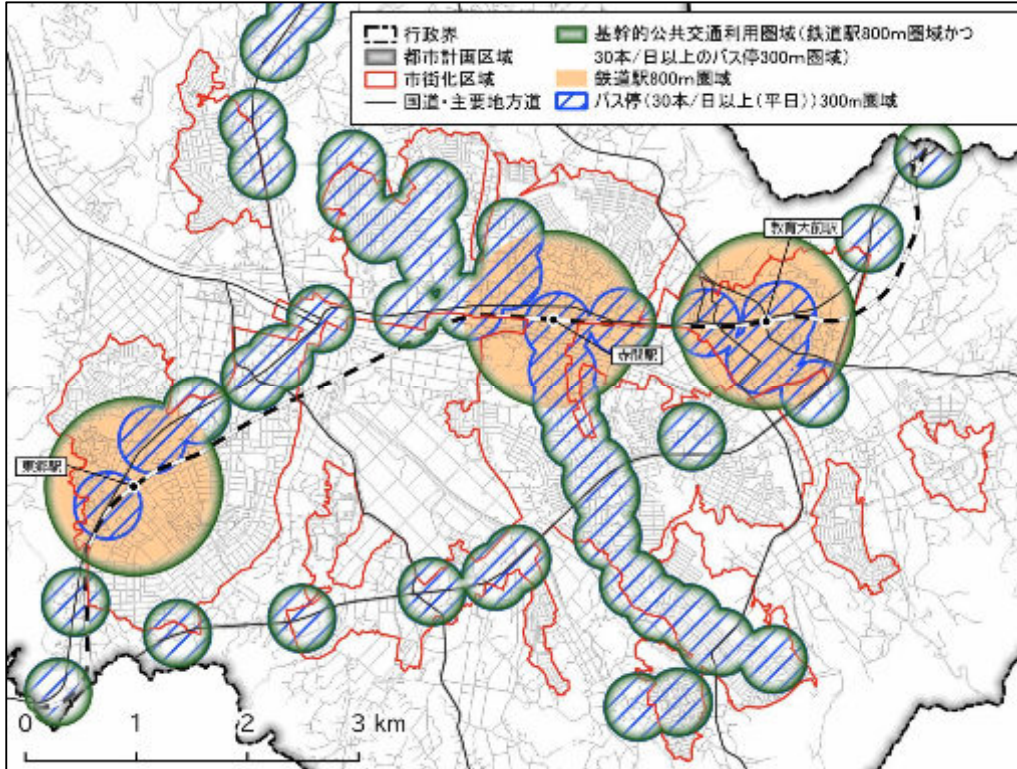 行政界
都市計画区域
市街化区域
国道・主要地方道
基幹的公共交通利用圏域(鉄道駅800m圏域かつ
30本/日以上のバス停300m圏域)
鉄道駅800m圏域
バス停(30本/日以上(平日))300m圏域
教育大前駅
赤間駅
東郷駅
0 1 2 3 km